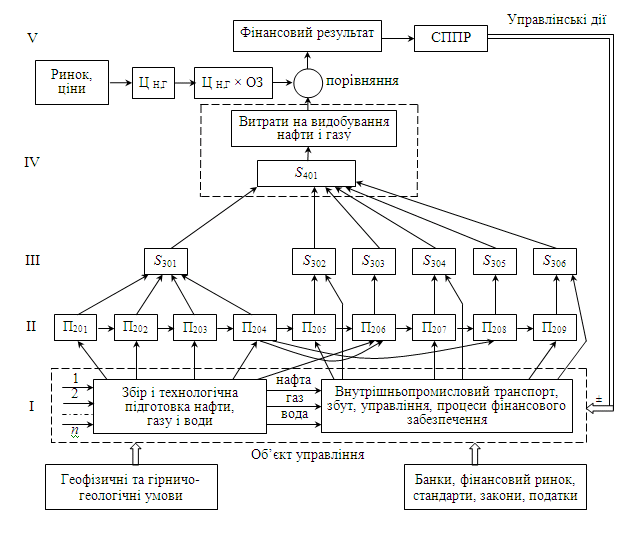 Управлінські дії
V
Фінансовий результат
СППР
Ринок,
ціни
Ц н,г
Ц н,г × ОЗ
порівняння
Витрати на видобування
нафти і газу
IV
S401
III
S301
S302
S303
S304
S305
S306
II
П201
П202
П203
П204
П205
П206
П207
П208
П209
I
1
2
n
Збір і технологічна
підготовка нафти,
газу і води
нафта
газ
вода
Внутрішньопромисловий транспорт,
збут, управління, процеси фінансового
забезпечення
±
Об’єкт управління
Геофізичні та гірничо-
геологічні умови
Банки, фінансовий ринок,
стандарти, закони, податки